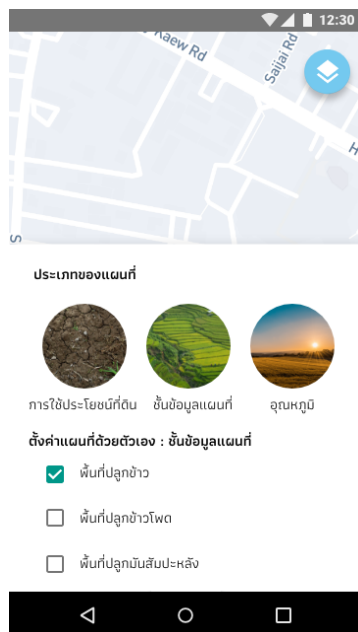 12:30
Kaew Rd
Saijai Rd
H
S
ประเภทของแผนที่
การใช้ประโยชน์ที่ดิน ชั้นข้อมูลแผนที่ อุณหภูมิ
ตั้งค่าแผนที่ด้วยตัวเอง : ชั้นข้อมูลแผนที่
พื้นที่ปลูกข้าว
พื้นที่ปลูกข้าวโพด
พื้นที่ปลูกมันสัมปะหลัง